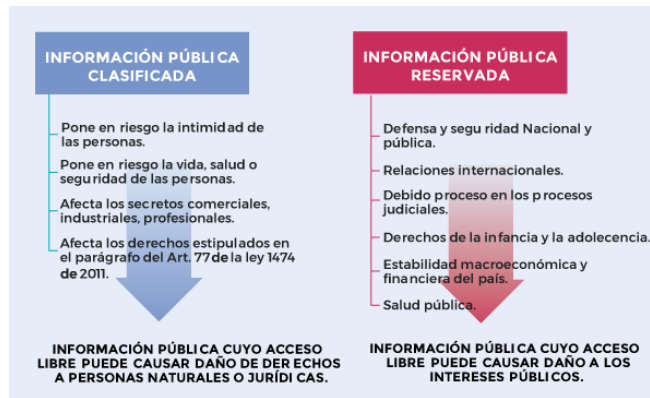 INFORMACIÓN PÚBLICA
CLASIFICADA
Pone en riesgo la intimidad de
las personas.
Pone en riesgo la vida, salud o
seguridad de las personas.
Afecta los secretos comerciales,
industriales, profesionales.
Afecta los derechos estipulados en
el parágrafo del Art. 77 de la ley 1474
de 2011.
INFORMACIÓN PÚBLICA CUYO ACCESO
LIBRE PUEDE CAUSAR DAÑO DE DERECHOS
A PERSONAS NATURALES O JURÍDICAS.
INFORMACIÓN PÚBLICA
RESERVADA
Defensa y seguridad Nacional y
pública.
Relaciones internacionales.
Debido proceso en los procesos
judiciales.
Derechos de la infancia y la adolecencia.
Estabilidad macroeconómica y
financiera del país.
Salud pública.
INFORMACIÓN PÚBLICA CUYO ACCESO
LIBRE PUEDE CAUSAR DAÑO A LOS
INTERESES PÚBLICOS.